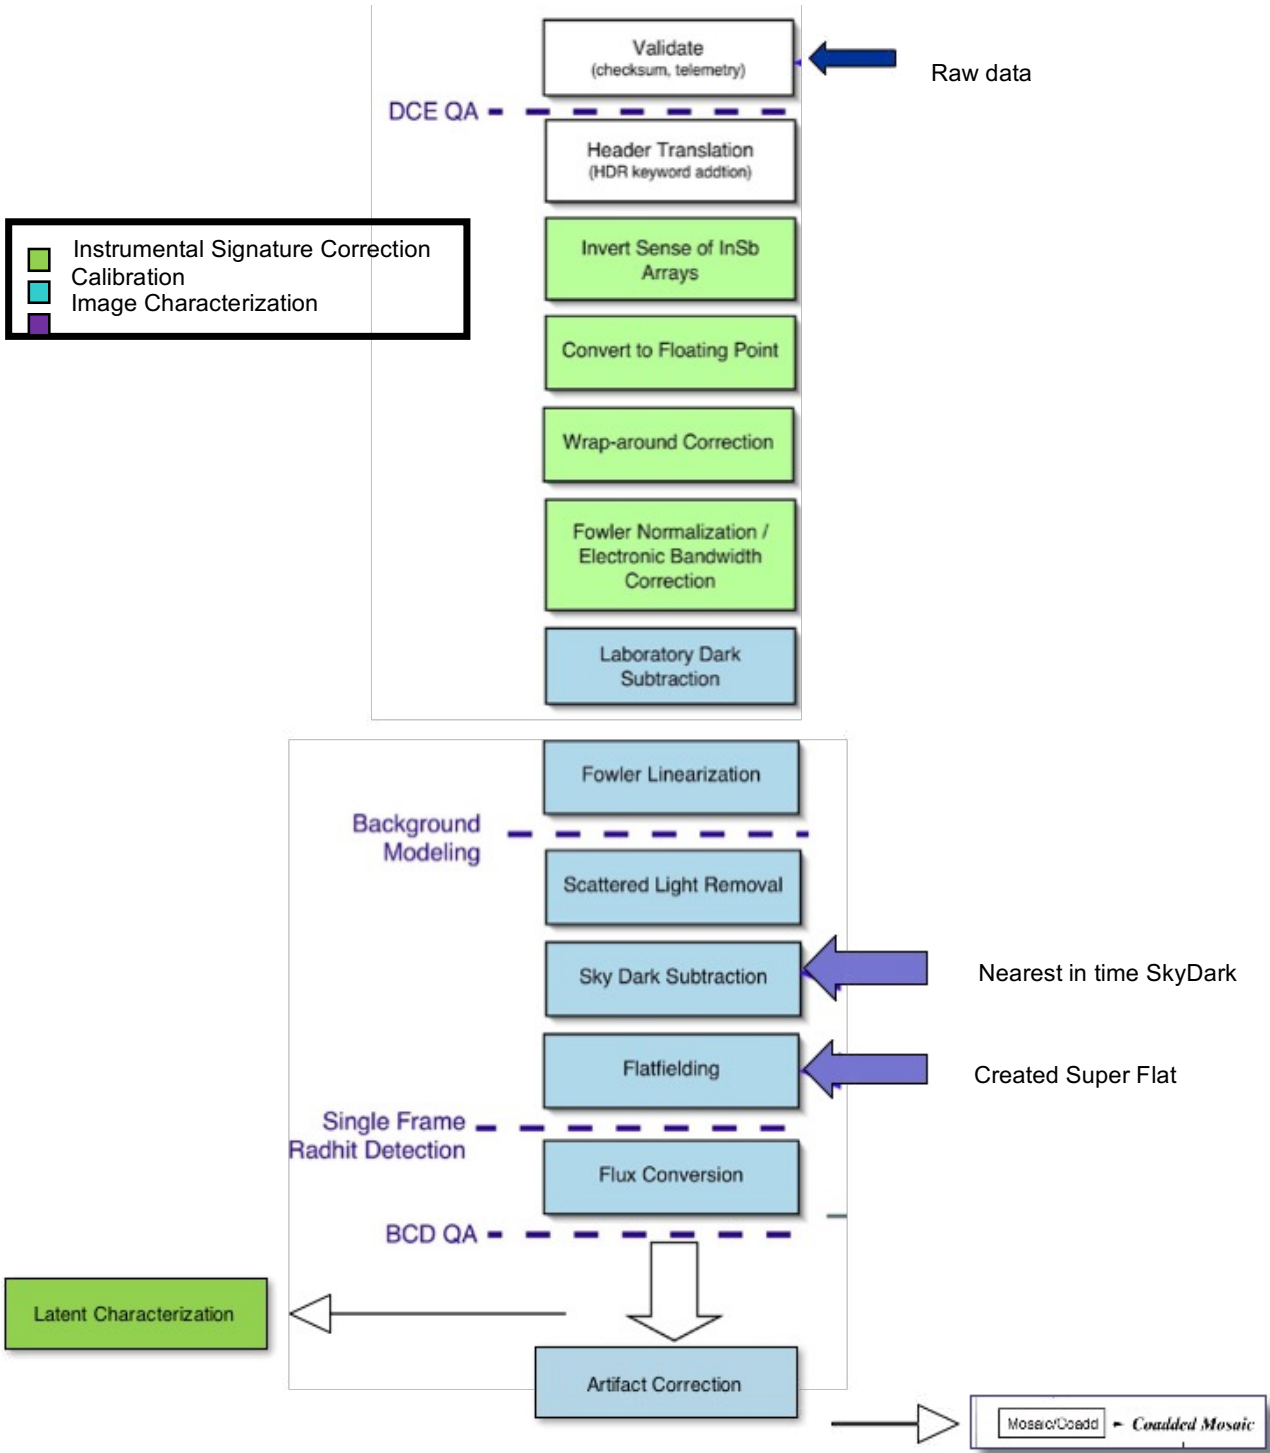 Validate
(checksum, telemetry)
Raw data
DCE QA
Header Translation
(HDR keyword addtion)
Instrumental Signature Correction
Calibration
Image Characterization
Invert Sense of InSb
Arrays
Convert to Floating Point
Wrap-around Correction
Fowler Normalization /
Electronic Bandwidth
Correction
Laboratory Dark
Subtraction
Fowler Linearization
Background
Modeling
Scattered Light Removal
Sky Dark Subtraction
Nearest in time SkyDark
Flatfielding
Created Super Flat
Single Frame
Radhit Detection
Flux Conversion
BCD QA
Latent Characterization
Artifact Correction
Mosaic/Coadd
Coadded Mosaic